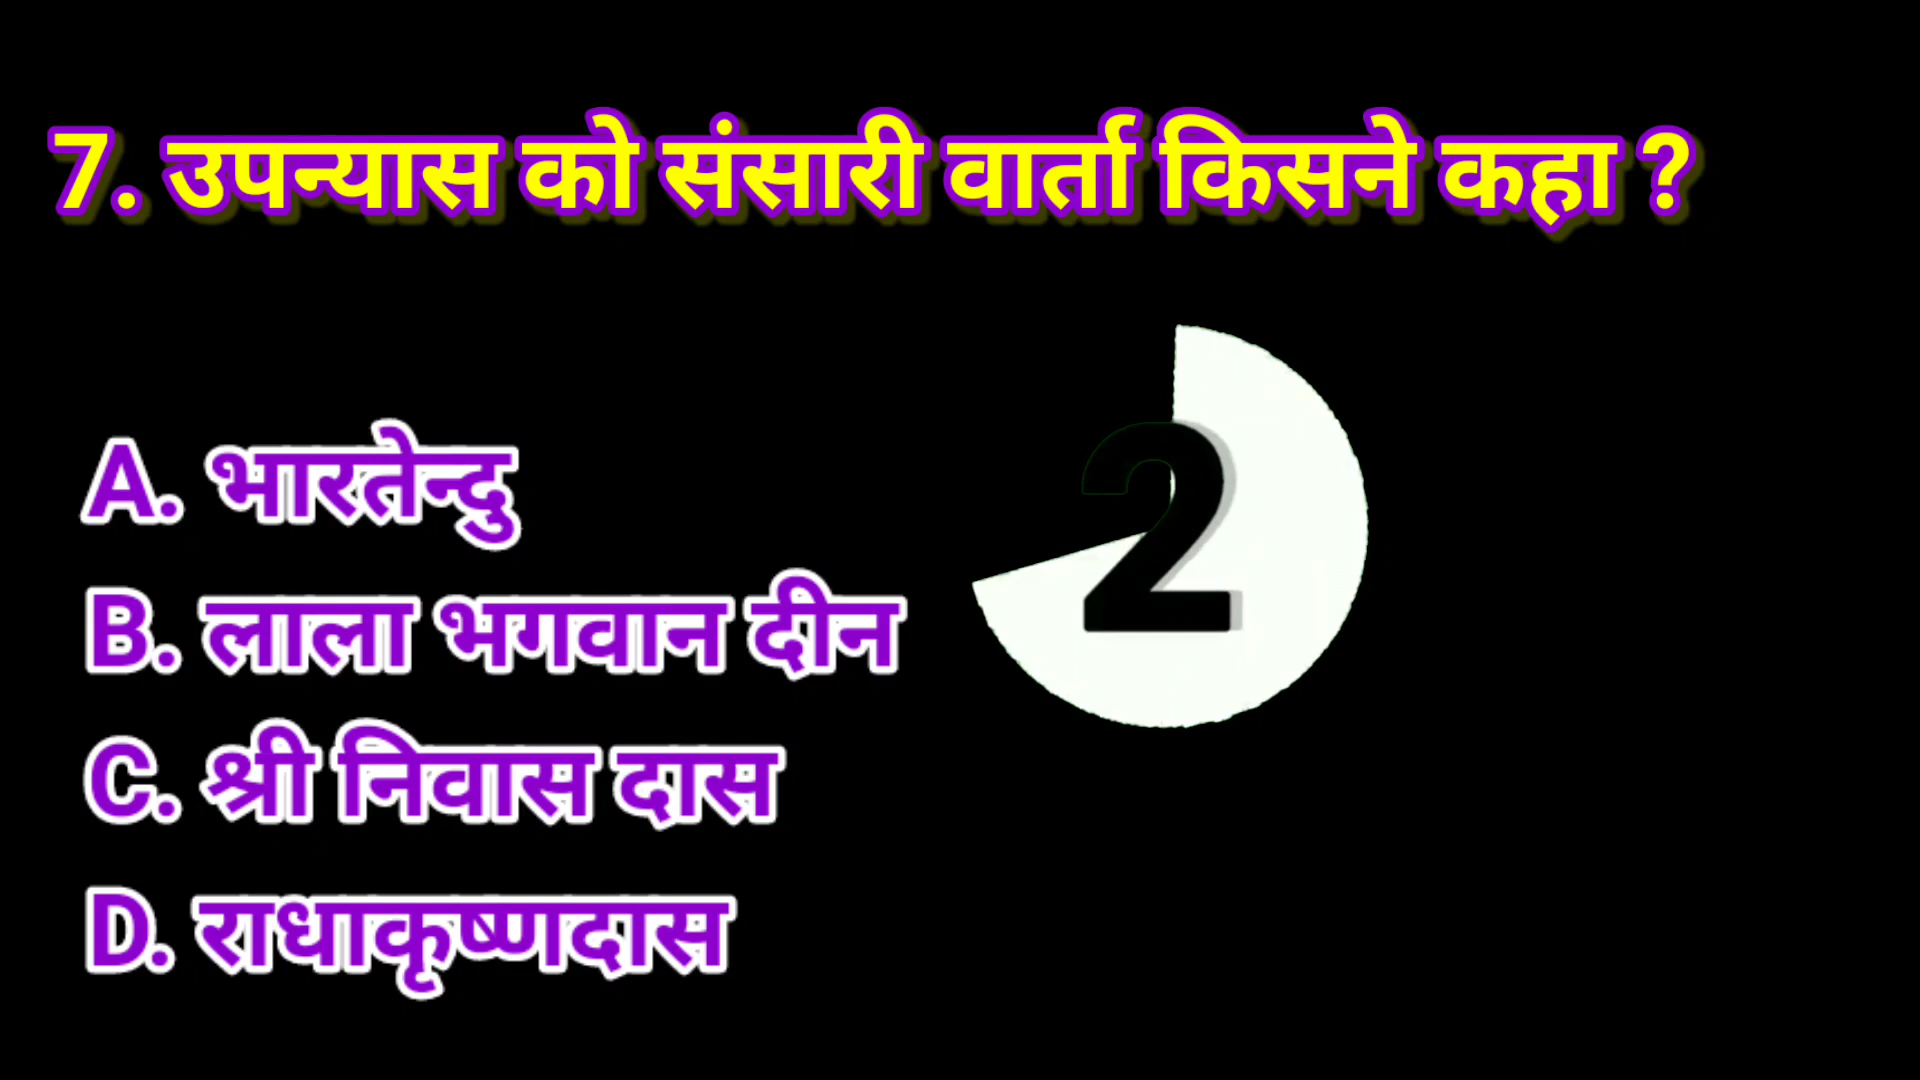 7. उपन्यास को संसारी वार्ता किसने कहा ?
A. भारतेन्दु
2
B. लाला भगवान दीन
C. श्री निवास दास
D. राधाकृष्णदास